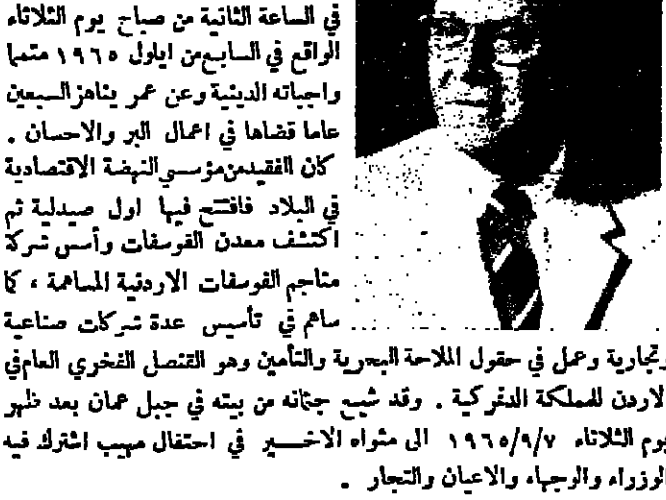 في الساعة الثانية من صباح يوم الثلاثاء
الواقع في السابع من ايلول ١٩٦٥ متمما
واجباته الدينية وعن عمر يناهز السبعين
عاما قضاها في اعمال البر والاحسان .
كان الفقيد من مؤسسي النهضة الاقتصادية
في البلاد فافتتح فيها اول صيدلية ثم
اكتشف معدن الفوسفات وأسس شركة
مناجم الفوسفات الاردنية المساهمة ، كما
ساهم في تأسيس عدة شركات صناعية
وتجارية وعمل في حقول الملاحة البحرية والتأمين وهو القنصل الفخري العام في
الاردن للمملكة الدنمركية . وقد شيع جثمانه من بيته في جبل عمان بعد ظهر
يوم الثلاثاء ١٩٦٥/٩/٧ الى مثواه الاخير في احتفال مهيب اشترك فيه
الوزراء والوجهاء والاعيان والتجار .